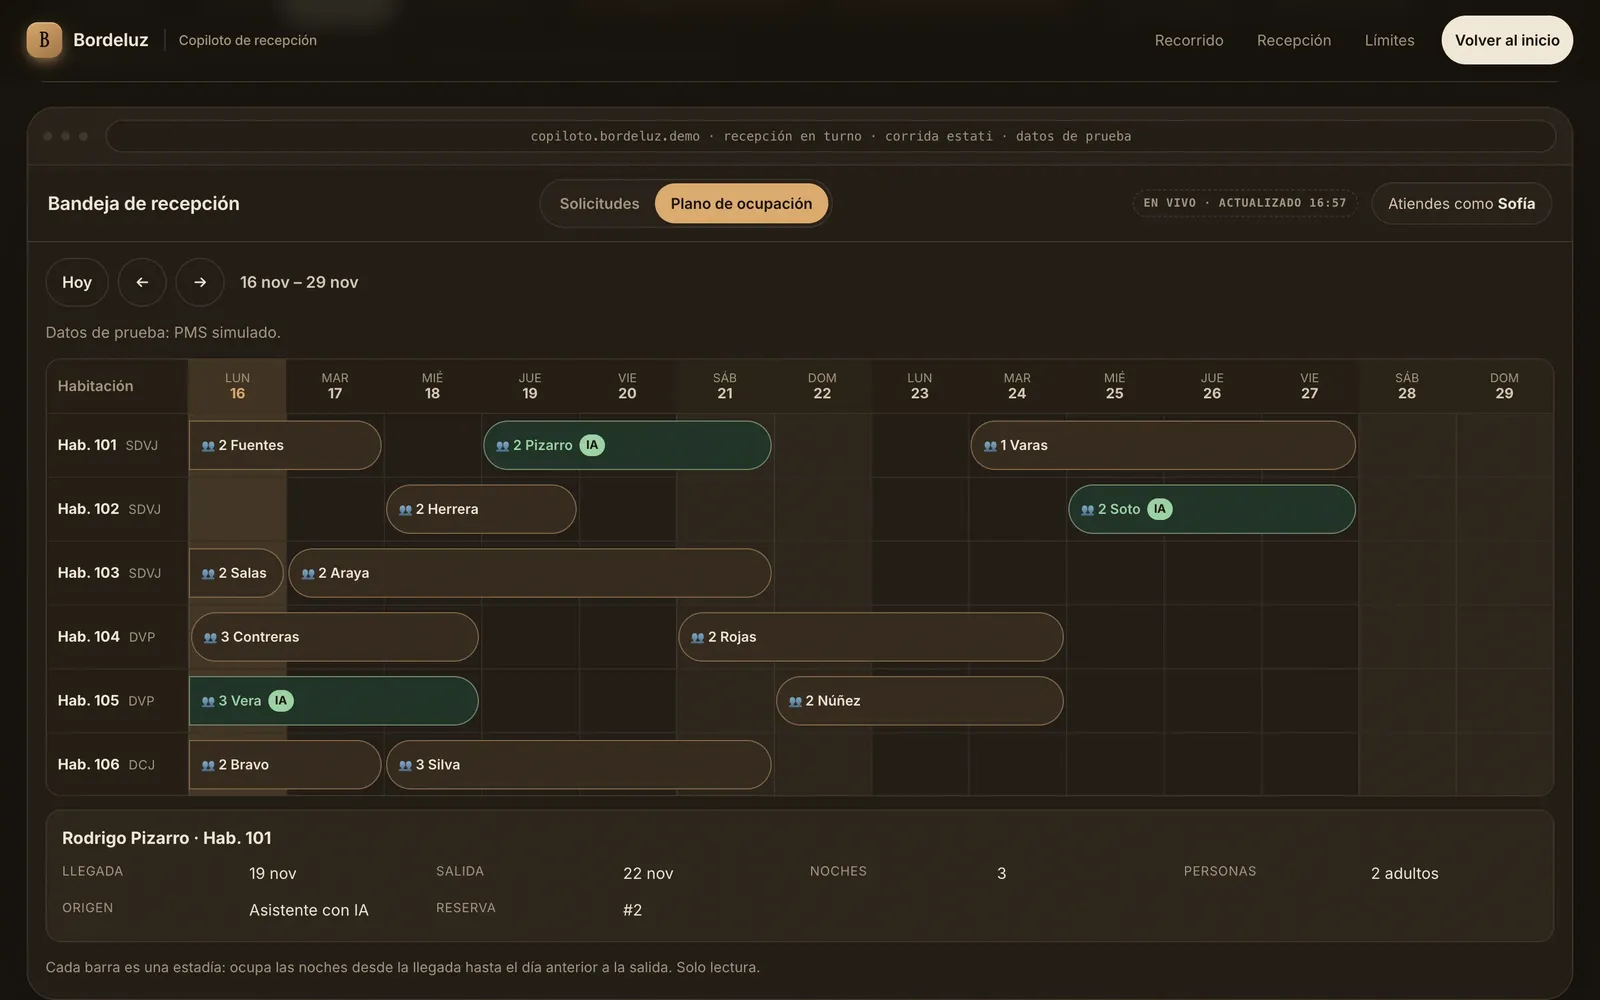 B Bordeluz Copiloto de recepción Recorrido Recepción Límites Volver al inicio
copiloto.bordeluz.demo · recepción en turno · corrida estati · datos de prueba
Bandeja de recepción Solicitudes Plano de ocupación EN VIVO · ACTUALIZADO 16:57 Atiendes como Sofía
Hoy ← → 16 nov – 29 nov
Datos de prueba: PMS simulado.
Habitación LUN 16 MAR 17 MIÉ 18 JUE 19 VIE 20 SÁB 21 DOM 22 LUN 23 MAR 24 MIÉ 25 JUE 26 VIE 27 SÁB 28 DOM 29
Hab. 101 SDVJ 2 Fuentes 2 Pizarro IA 1 Varas
Hab. 102 SDVJ 2 Herrera 2 Soto IA
Hab. 103 SDVJ 2 Salas 2 Araya
Hab. 104 DVP 3 Contreras 2 Rojas
Hab. 105 DVP 3 Vera IA 2 Núñez
Hab. 106 DCJ 2 Bravo 3 Silva
Rodrigo Pizarro · Hab. 101
LLEGADA 19 nov SALIDA 22 nov NOCHES 3 PERSONAS 2 adultos
ORIGEN Asistente con IA RESERVA #2
Cada barra es una estadía: ocupa las noches desde la llegada hasta el día anterior a la salida. Solo lectura.